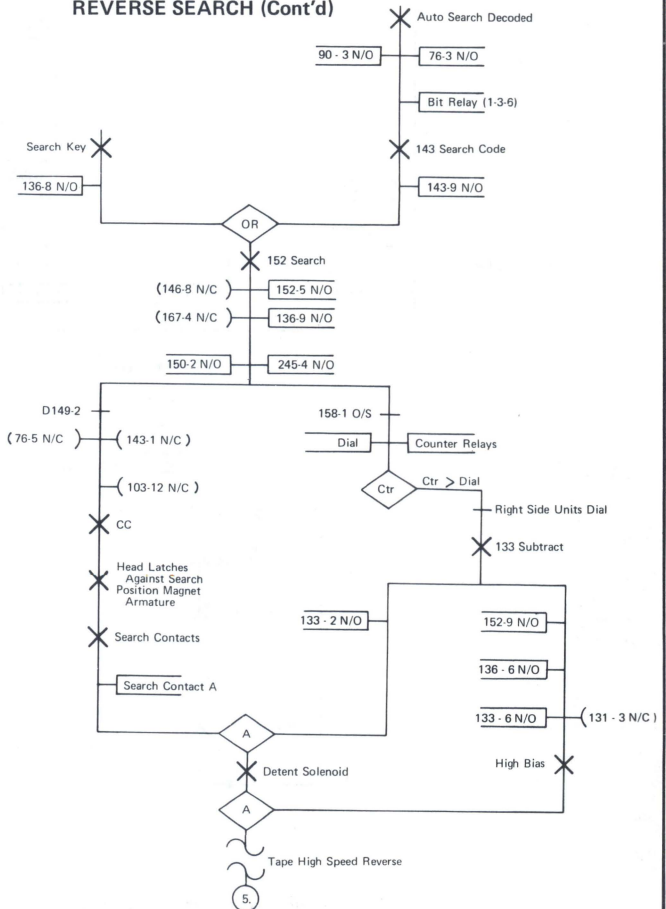 REVERSE SEARCH (Cont'd)
Auto Search Decoded
90 - 3 N/O
76-3 N/O
Bit Relay (1-3-6)
Search Key
143 Search Code
136-8 N/O
143-9 N/O
OR
152 Search
(146-8 N/C )
152-5 N/O
(167-4 N/C )
136-9 N/O
150-2 N/O
245-4 N/O
D149-2
158-1 O/S
(76-5 N/C )
( 143-1 N/C )
Dial
Counter Relays
( 103-12 N/C )
Ctr
Ctr > Dial
Right Side Units Dial
CC
133 Subtract
Head Latches
Against Search
Position Magnet
Armature
133 - 2 N/O
152-9 N/O
Search Contacts
136 - 6 N/O
Search Contact A
133 - 6 N/O
(131 - 3 N/C )
A
High Bias
Detent Solenoid
A
Tape High Speed Reverse
5.